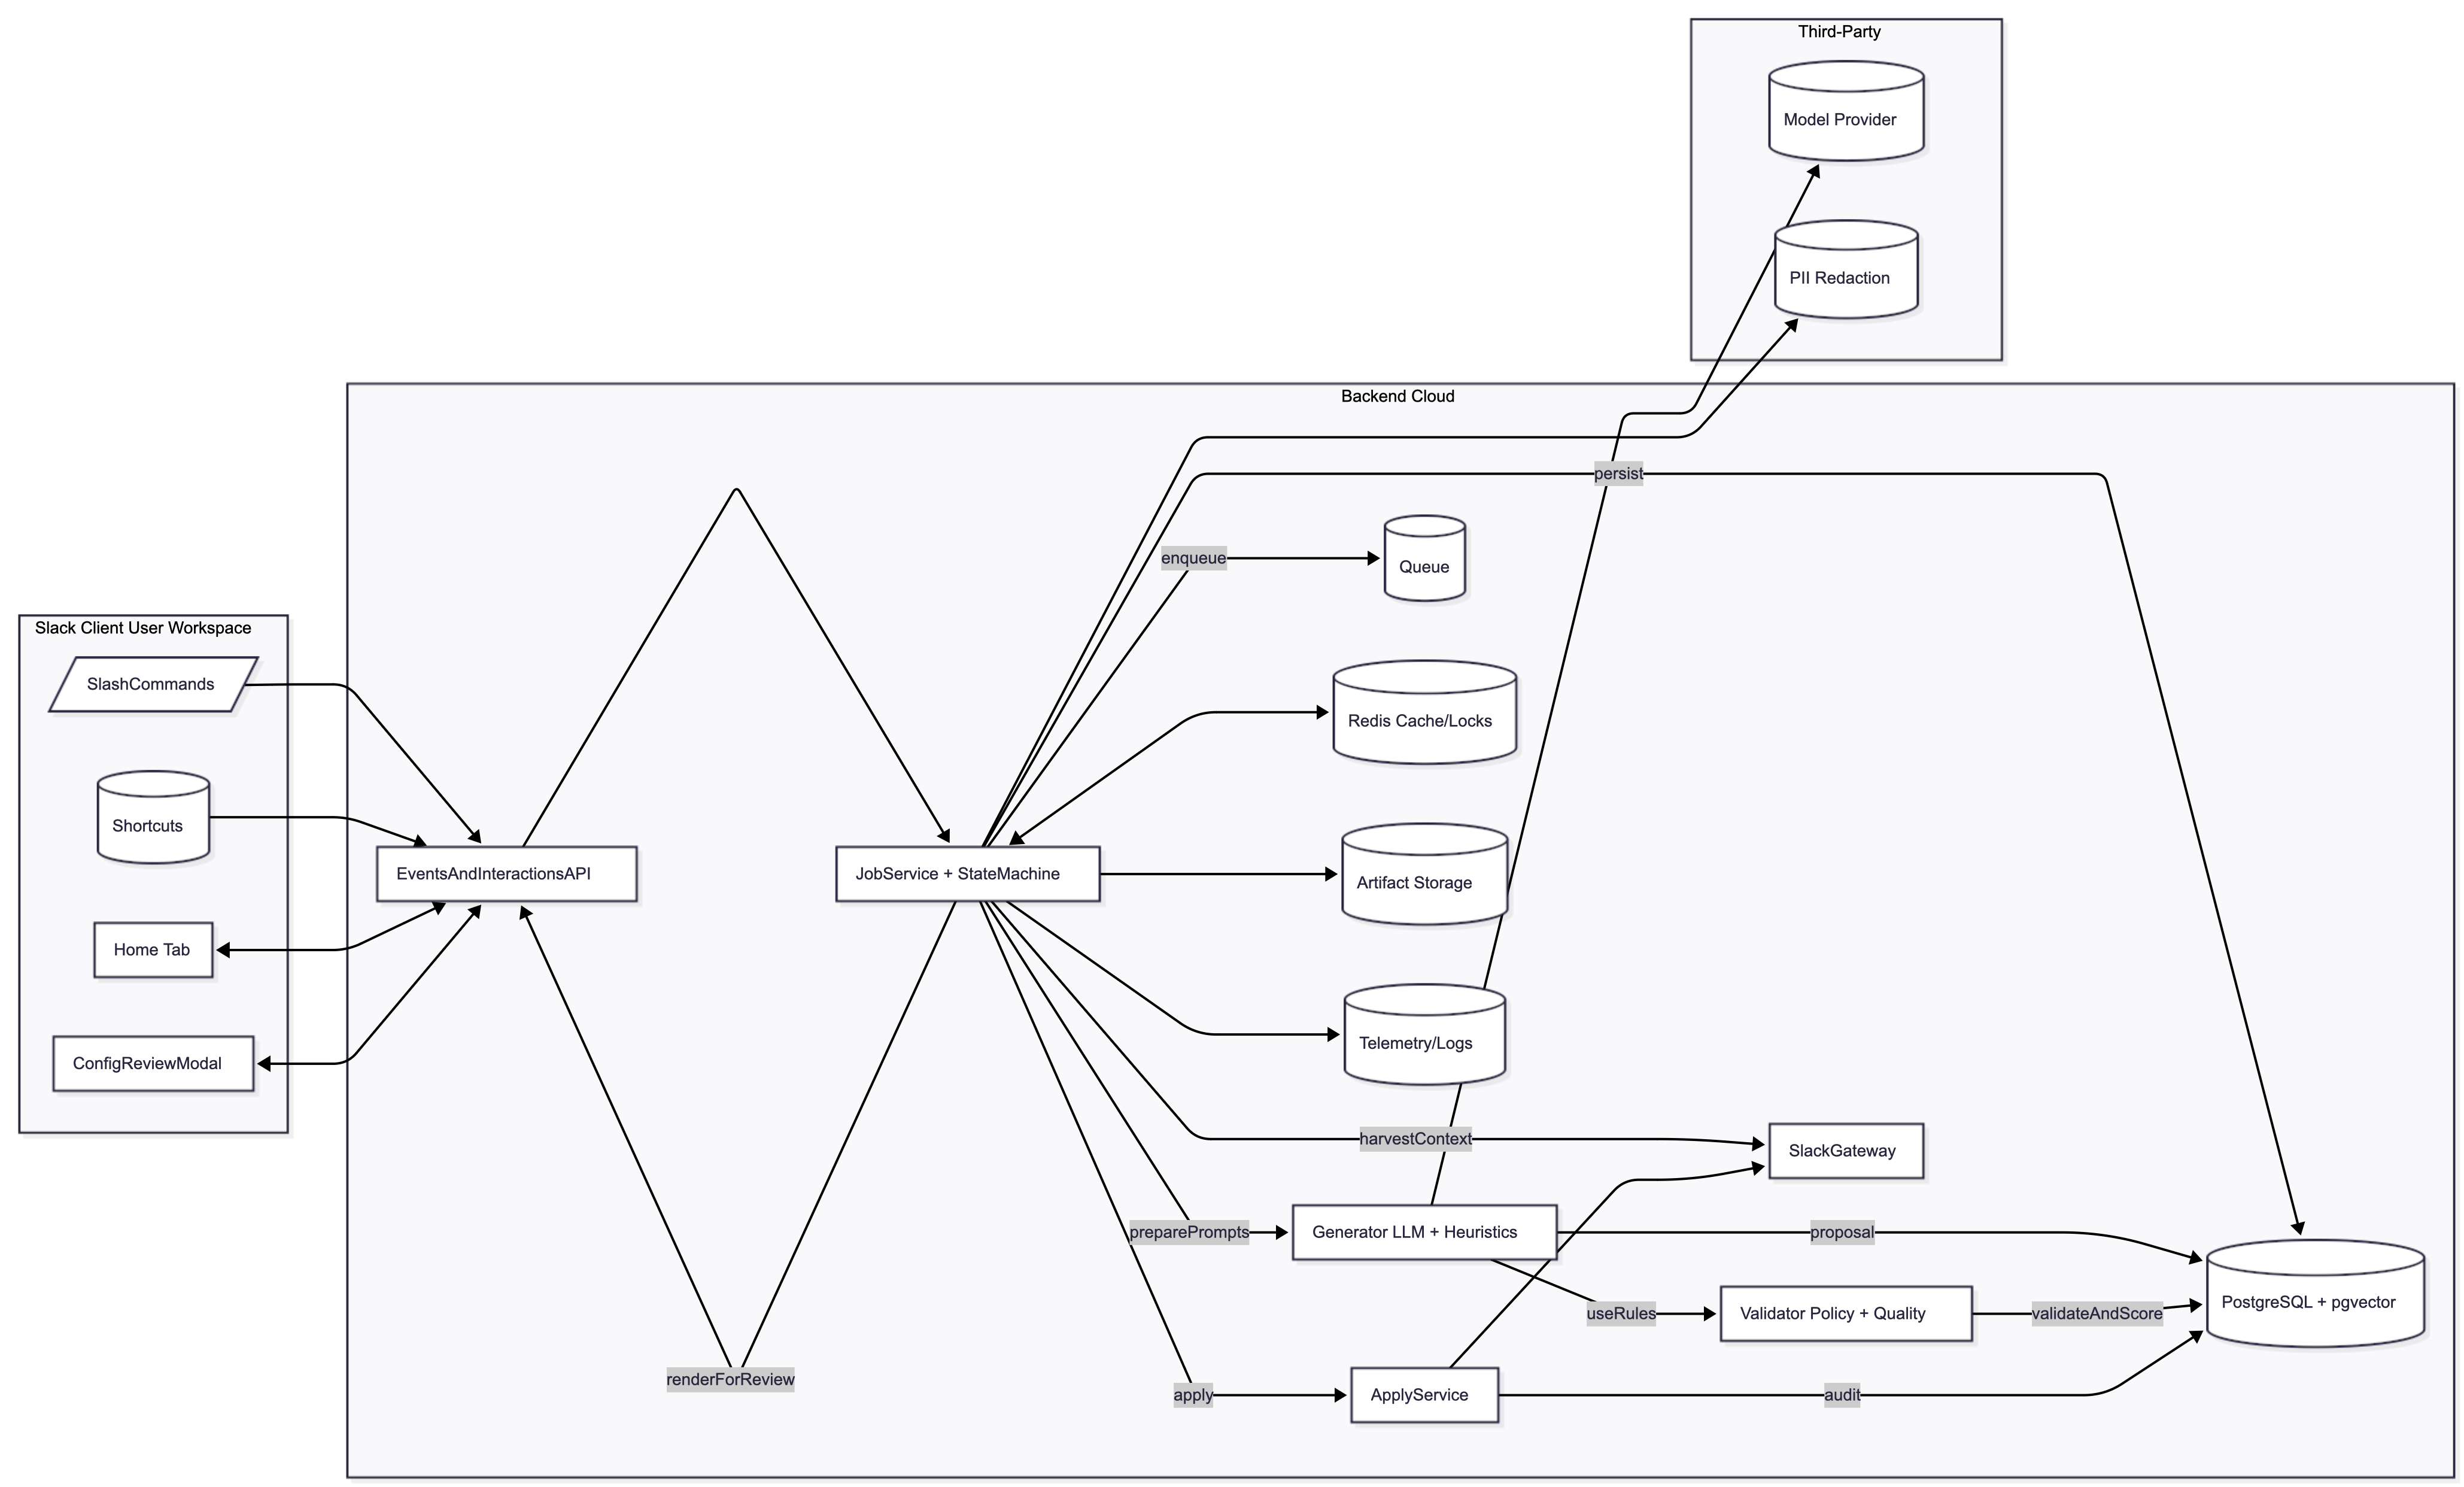 Third-Party
Model Provider
PII Redaction
Backend Cloud
persist
enqueue
Queue
Slack Client User Workspace
SlashCommands
Redis Cache/Locks
Shortcuts
EventsAndInteractionsAPI
JobService + StateMachine
Artifact Storage
Home Tab
Telemetry/Logs
ConfigReviewModal
harvestContext
SlackGateway
preparePrompts
Generator LLM + Heuristics
proposal
PostgreSQL + pgvector
useRules
Validator Policy + Quality
validateAndScore
renderForReview
apply
ApplyService
audit